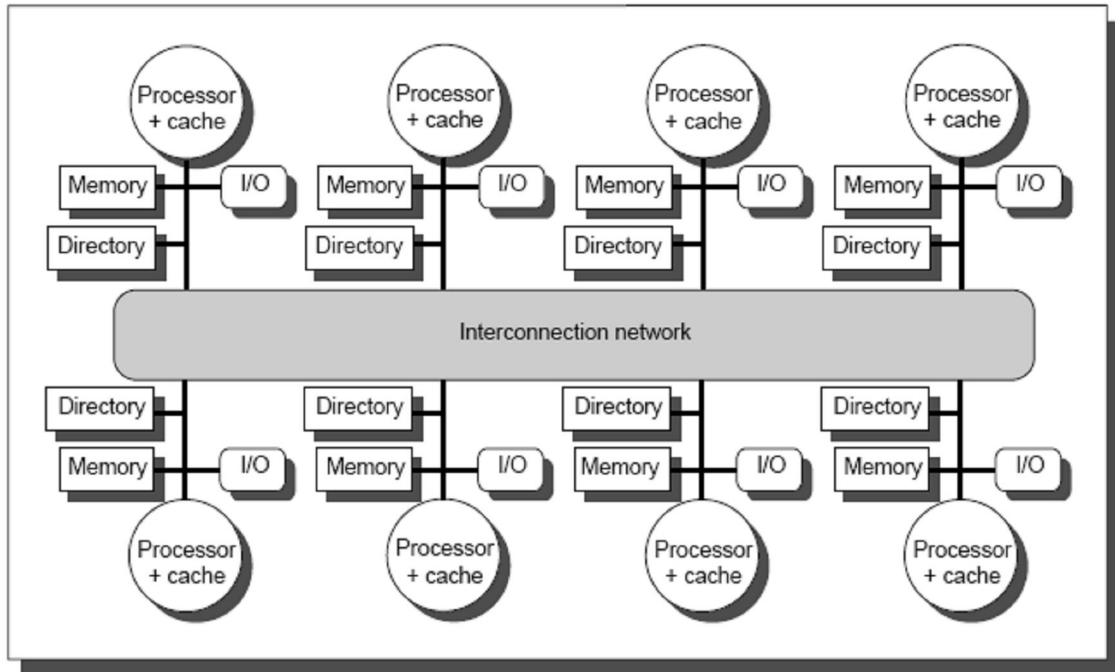 Processor
+ cache
Processor
+ cache
Processor
+ cache
Processor
+ cache
Memory
I/O
Memory
I/O
Memory
I/O
Memory
I/O
Directory
Directory
Directory
Directory
Interconnection network
Directory
Directory
Directory
Directory
Memory
I/O
Memory
I/O
Memory
I/O
Memory
I/O
Processor
+ cache
Processor
+ cache
Processor
+ cache
Processor
+ cache